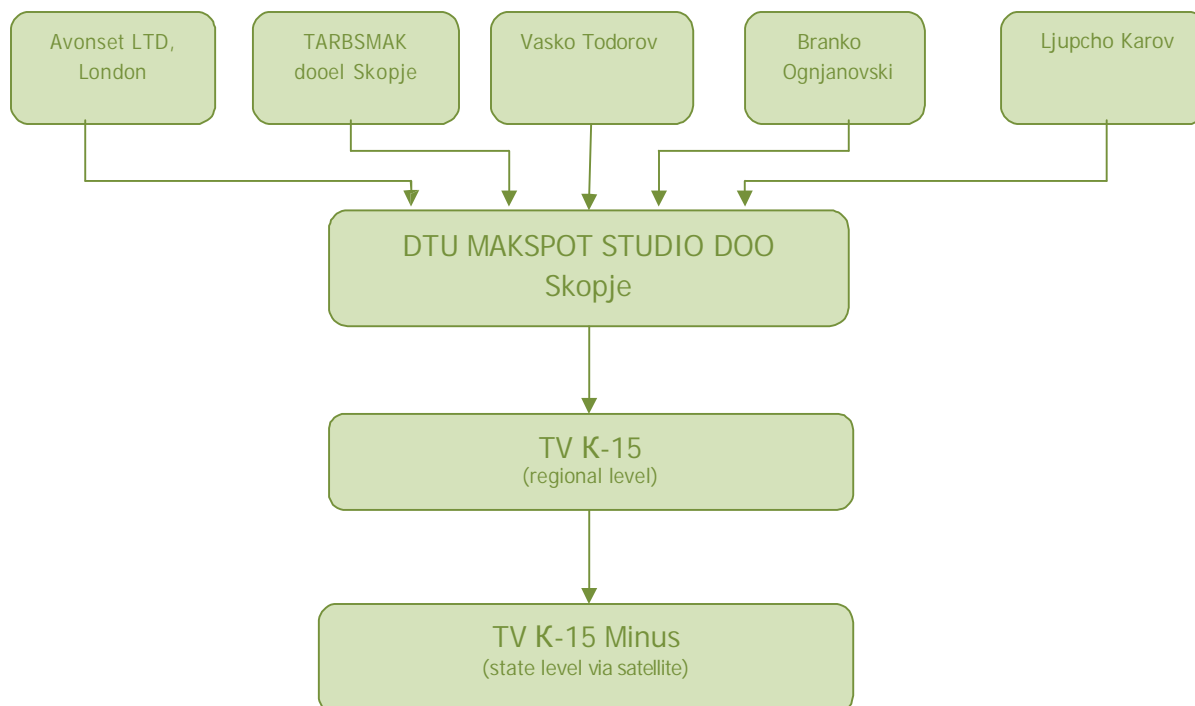 Avonset LTD,
London
TARBSMAK
dooel Skopje
Vasko Todorov
Branko
Ognjanovski
Ljupcho Karov
DTU MAKSPOT STUDIO DOO
Skopje
TV К-15
(regional level)
TV К-15 Minus
(state level via satellite)